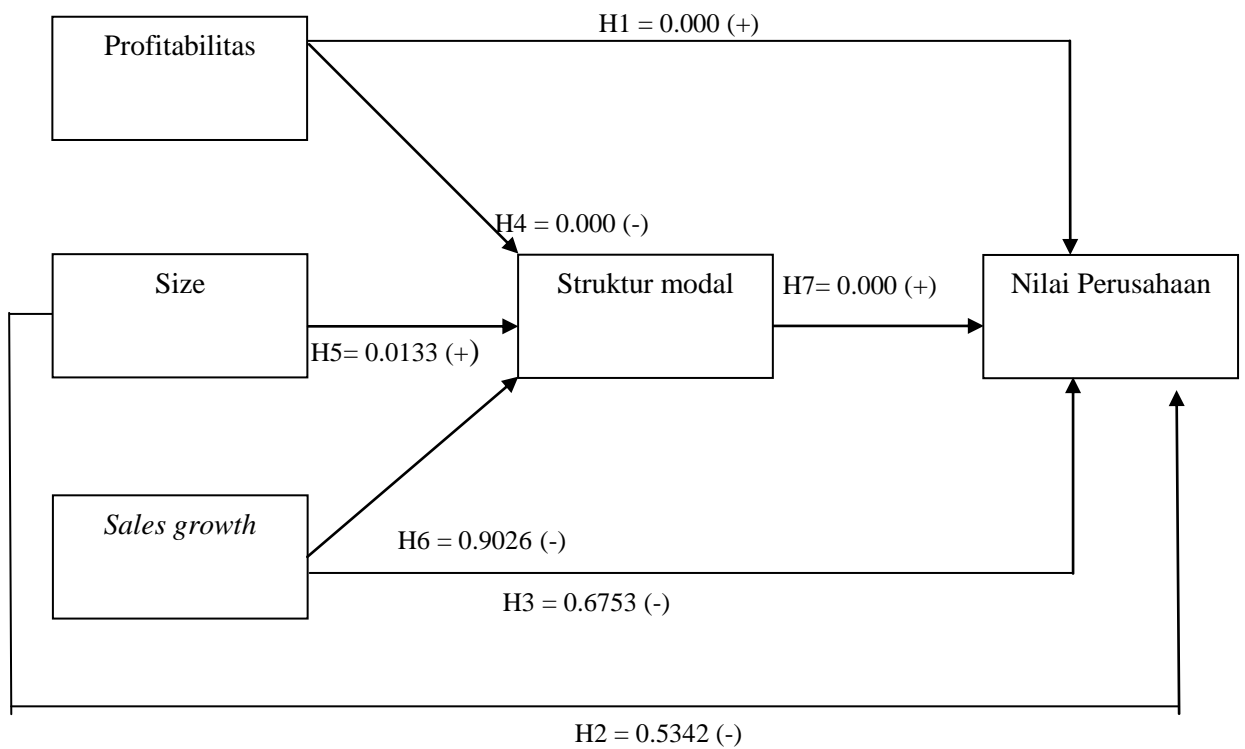 H1 = 0.000 (+)
Profitabilitas
H4 = 0.000 (-)
Size
Struktur modal
H7= 0.000 (+)
Nilai Perusahaan
H5= 0.0133 (+)
Sales growth
H6 = 0.9026 (-)
H3 = 0.6753 (-)
H2 = 0.5342 (-)